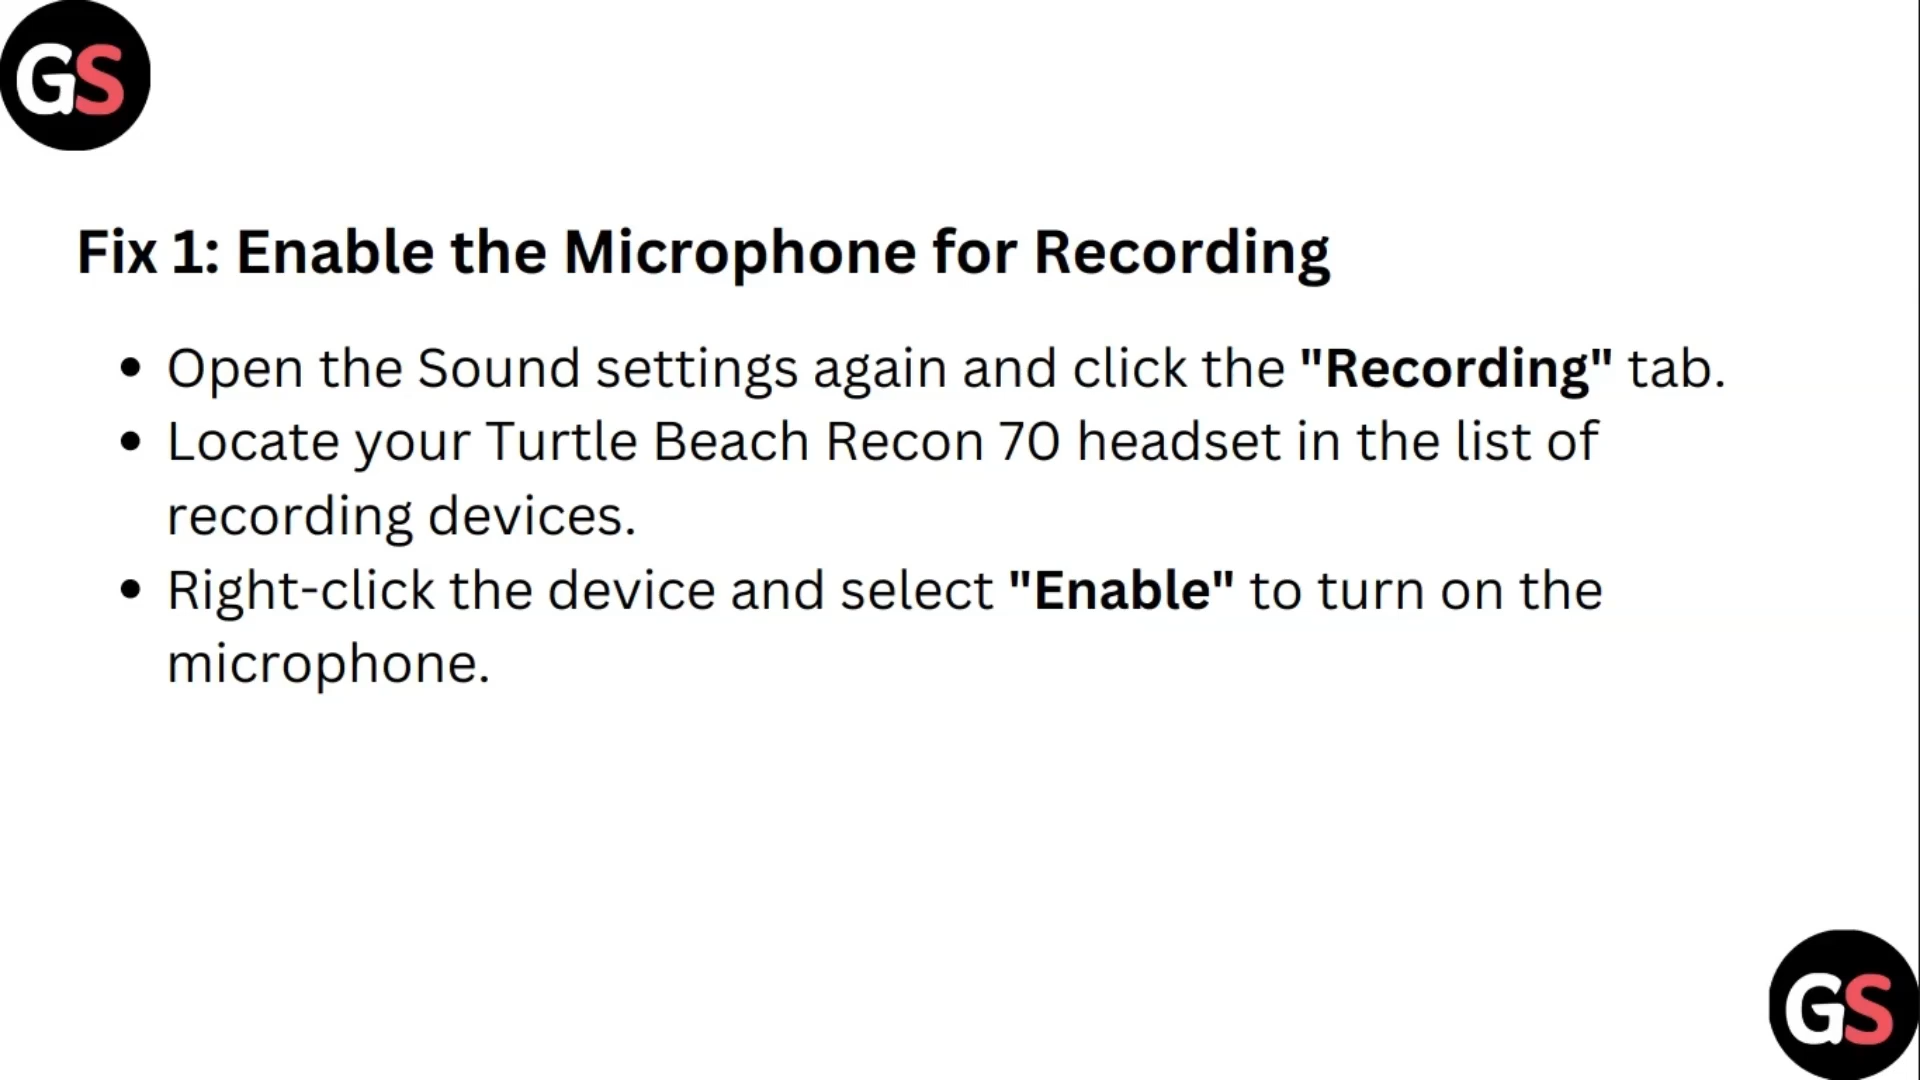 GS
Fix 1: Enable the Microphone for Recording
• Open the Sound settings again and click the "Recording" tab.
• Locate your Turtle Beach Recon 70 headset in the list of
recording devices.
• Right-click the device and select "Enable" to turn on the
microphone.
GS